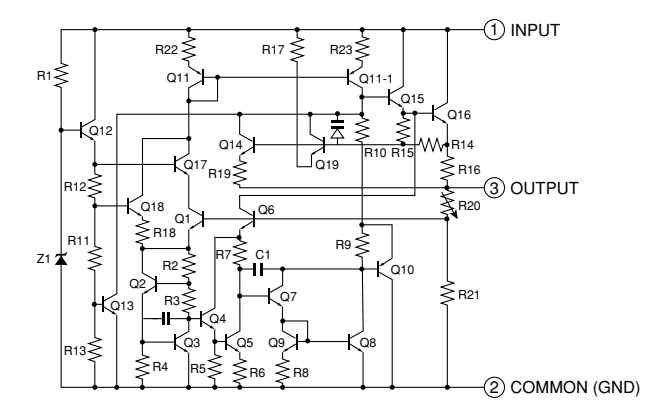 1 INPUT
R22 R17 R23
R1 Q11 Q11-1 Q15
Q16
Q12 Q14 R10 R15 R14
R12 Q17 R19 Q19 R16
3 OUTPUT
Q18 Q1 Q6 R20
R18
R11 R7 C1 R9
Z1 R2 Q10
Q2 Q7 R21
R3
Q13 Q4
R13 Q3 Q5 Q9 Q8
R4 R5 R6 R8
2 COMMON (GND)